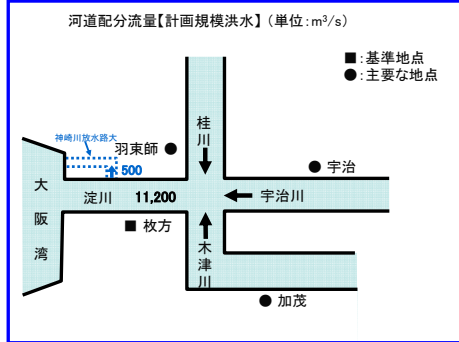 河道配分流量【計画規模洪水】(単位:m³/s)
■:基準地点
●:主要な地点
神崎川放水路大
羽束師 ●
桂川
● 宇治
500
大阪湾
淀川
11,200
宇治川
■ 枚方
木津川
● 加茂